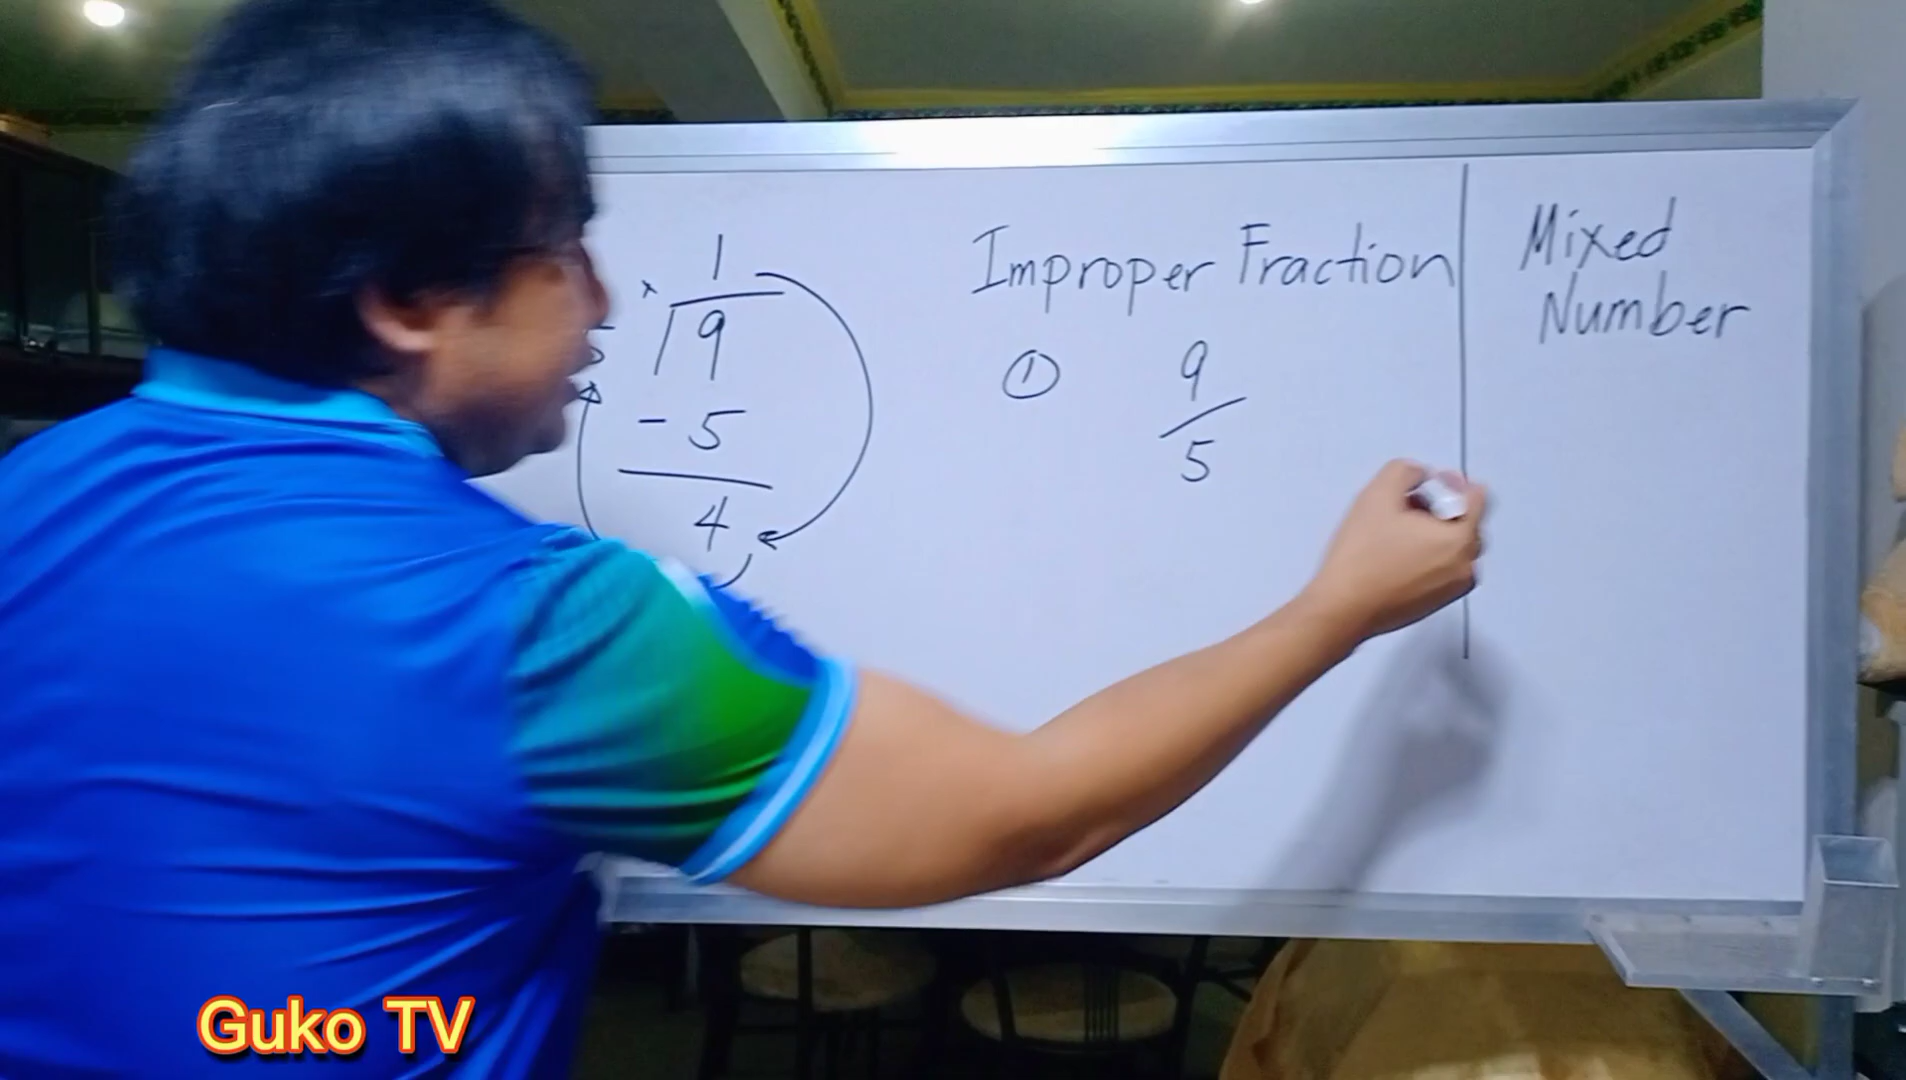 1
x
5 9
- 5
4
Improper Fraction
① 9
5
Mixed
Number
Guko TV